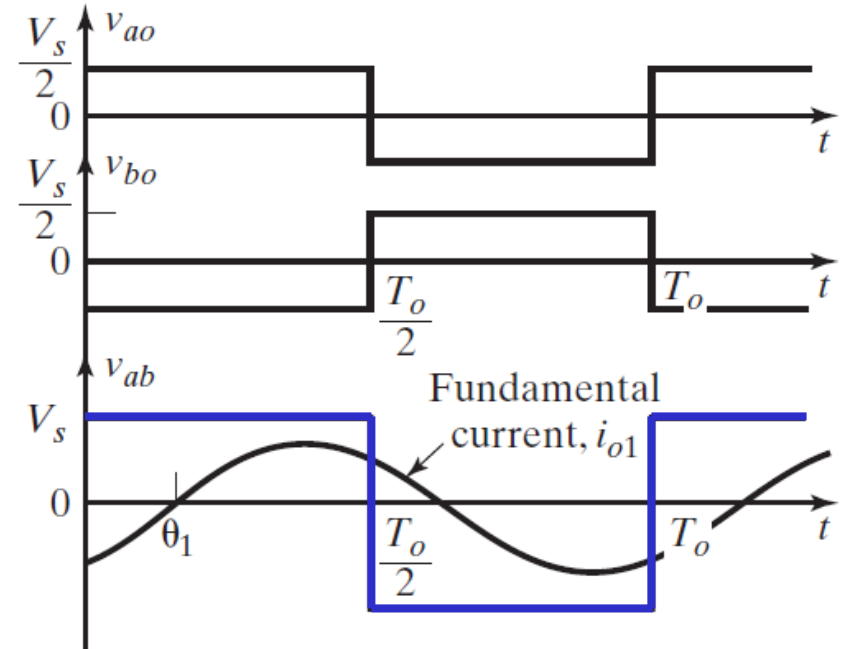 v_ao
V_s/2
0
t
v_bo
V_s/2
0
T_o/2
T_o
t
v_ab
Fundamental
current, i_o1
V_s
0
θ_1
T_o/2
T_o
t